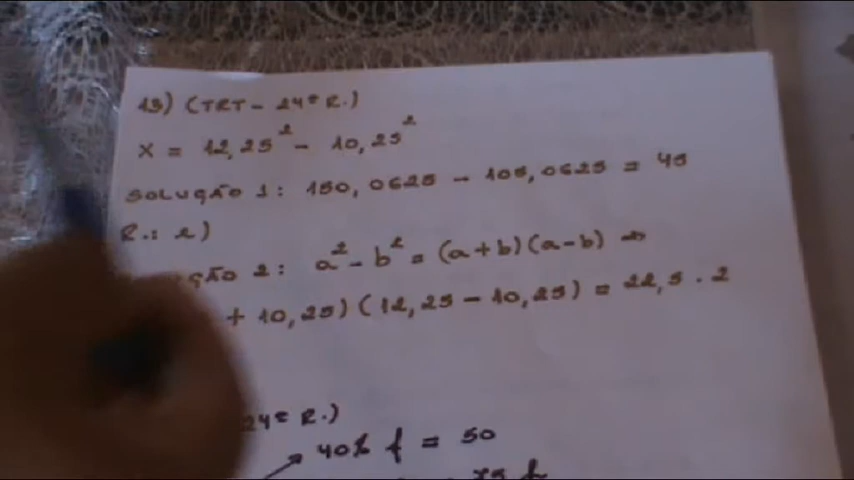 13) (TRT - 24ª R.)
X = 12,25² - 10,25²
SOLUÇÃO 1: 150,0625 - 105,0625 = 45
R.: e)
ÇÃO 2: a² - b² = (a+b)(a-b) ⇒
+ 10,25)(12,25 - 10,25) = 22,5 . 2
24ª R.)
40% f = 50